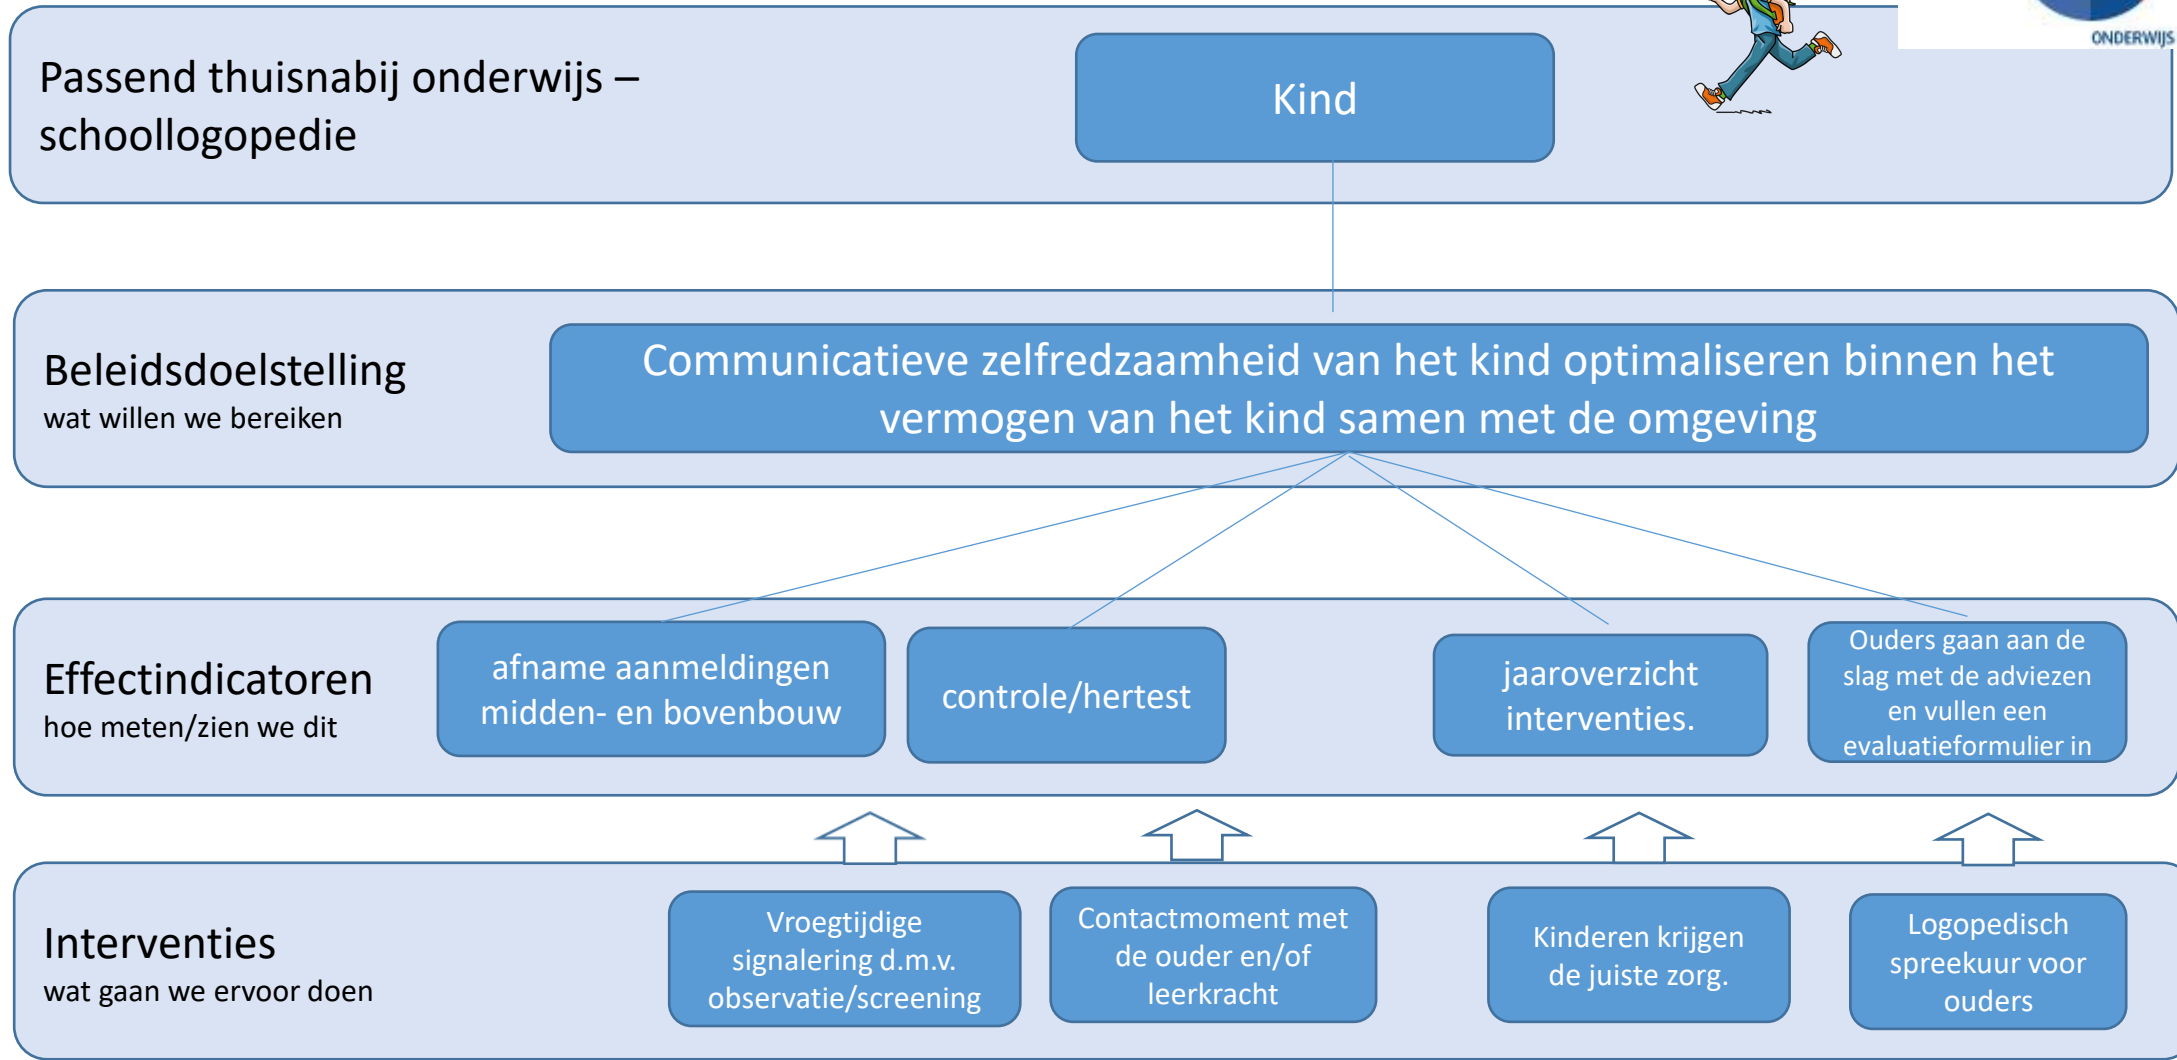 ONDERWIJS
Passend thuisnabij onderwijs –
schoollogopedie
Kind
Beleidsdoelstelling
wat willen we bereiken
Communicatieve zelfredzaamheid van het kind optimaliseren binnen het
vermogen van het kind samen met de omgeving
Effectindicatoren
hoe meten/zien we dit
afname aanmeldingen
midden- en bovenbouw
controle/hertest
jaaroverzicht
interventies.
Ouders gaan aan de
slag met de adviezen
en vullen een
evaluatieformulier in
Interventies
wat gaan we ervoor doen
Vroegtijdige
signalering d.m.v.
observatie/screening
Contactmoment met
de ouder en/of
leerkracht
Kinderen krijgen
de juiste zorg.
Logopedisch
spreekuur voor
ouders